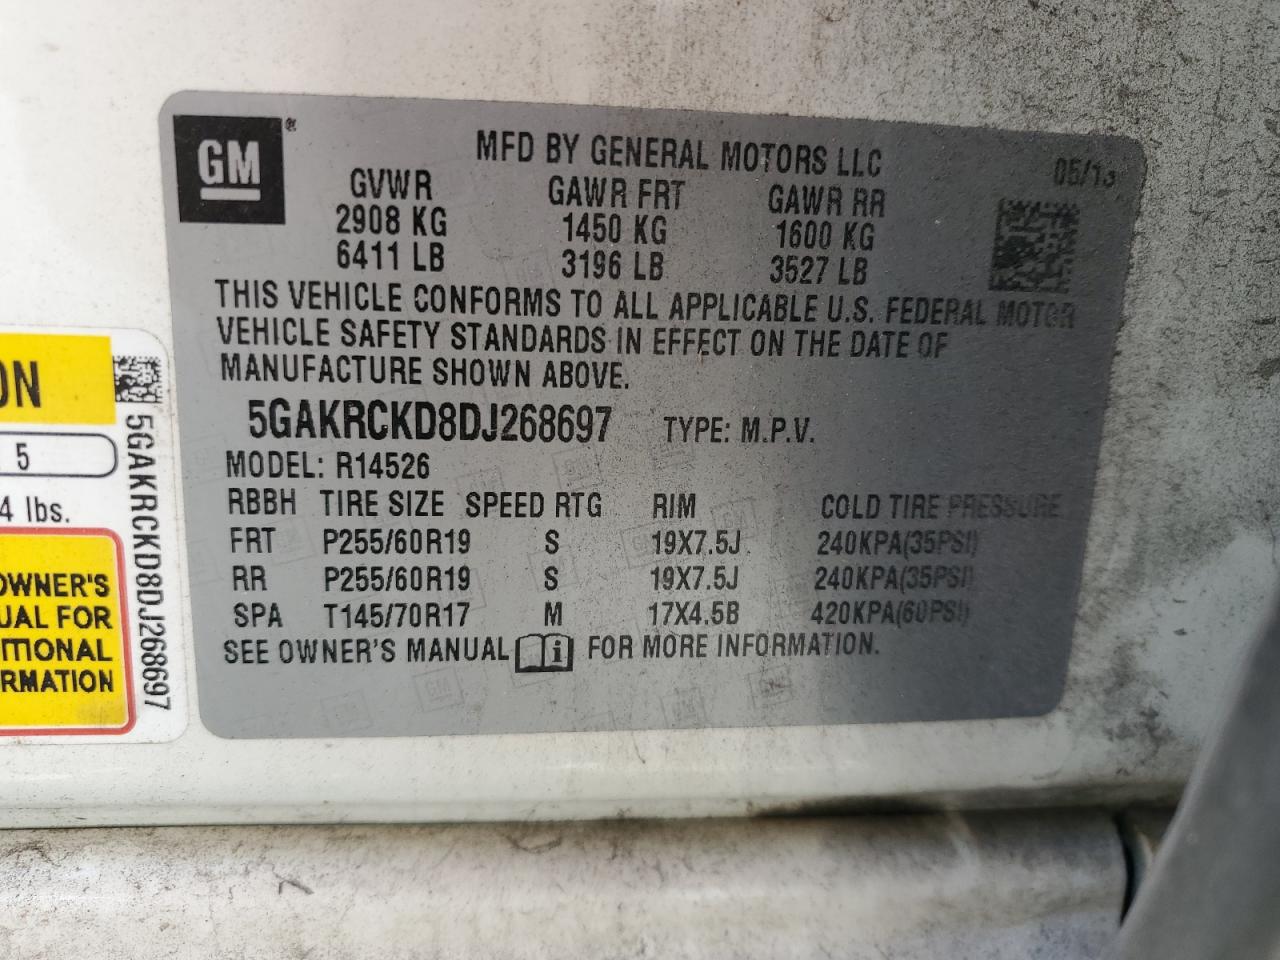 GM®
MFD BY GENERAL MOTORS LLC 05/13
GVWR GAWR FRT GAWR RR
2908 KG 1450 KG 1600 KG
6411 LB 3196 LB 3527 LB
THIS VEHICLE CONFORMS TO ALL APPLICABLE U.S. FEDERAL MOTOR
VEHICLE SAFETY STANDARDS IN EFFECT ON THE DATE OF
MANUFACTURE SHOWN ABOVE.
5GAKRCKD8DJ268697 TYPE: M.P.V.
MODEL: R14526
RBBH TIRE SIZE SPEED RTG RIM COLD TIRE PRESSURE
FRT P255/60R19 S 19X7.5J 240KPA(35PSI)
RR P255/60R19 S 19X7.5J 240KPA(35PSI)
SPA T145/70R17 M 17X4.5B 420KPA(60PSI)
SEE OWNER'S MANUAL i FOR MORE INFORMATION.
ON
5
4 lbs.
OWNER'S
UAL FOR
ITIONAL
RMATION
5GAKRCKD8DJ268697